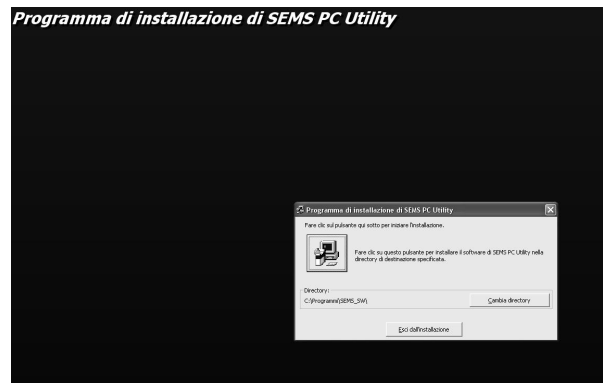 Programma di installazione di SEMS PC Utility
Programma di installazione di SEMS PC Utility
Fare clic sul pulsante qui sotto per iniziare l'installazione.
Fare clic su questo pulsante per installare il software di SEMS PC Utility nella
directory di destinazione specificata.
Directory:
C:\Programmi\SEMS_SW\
Cambia directory
Esci dall'installazione